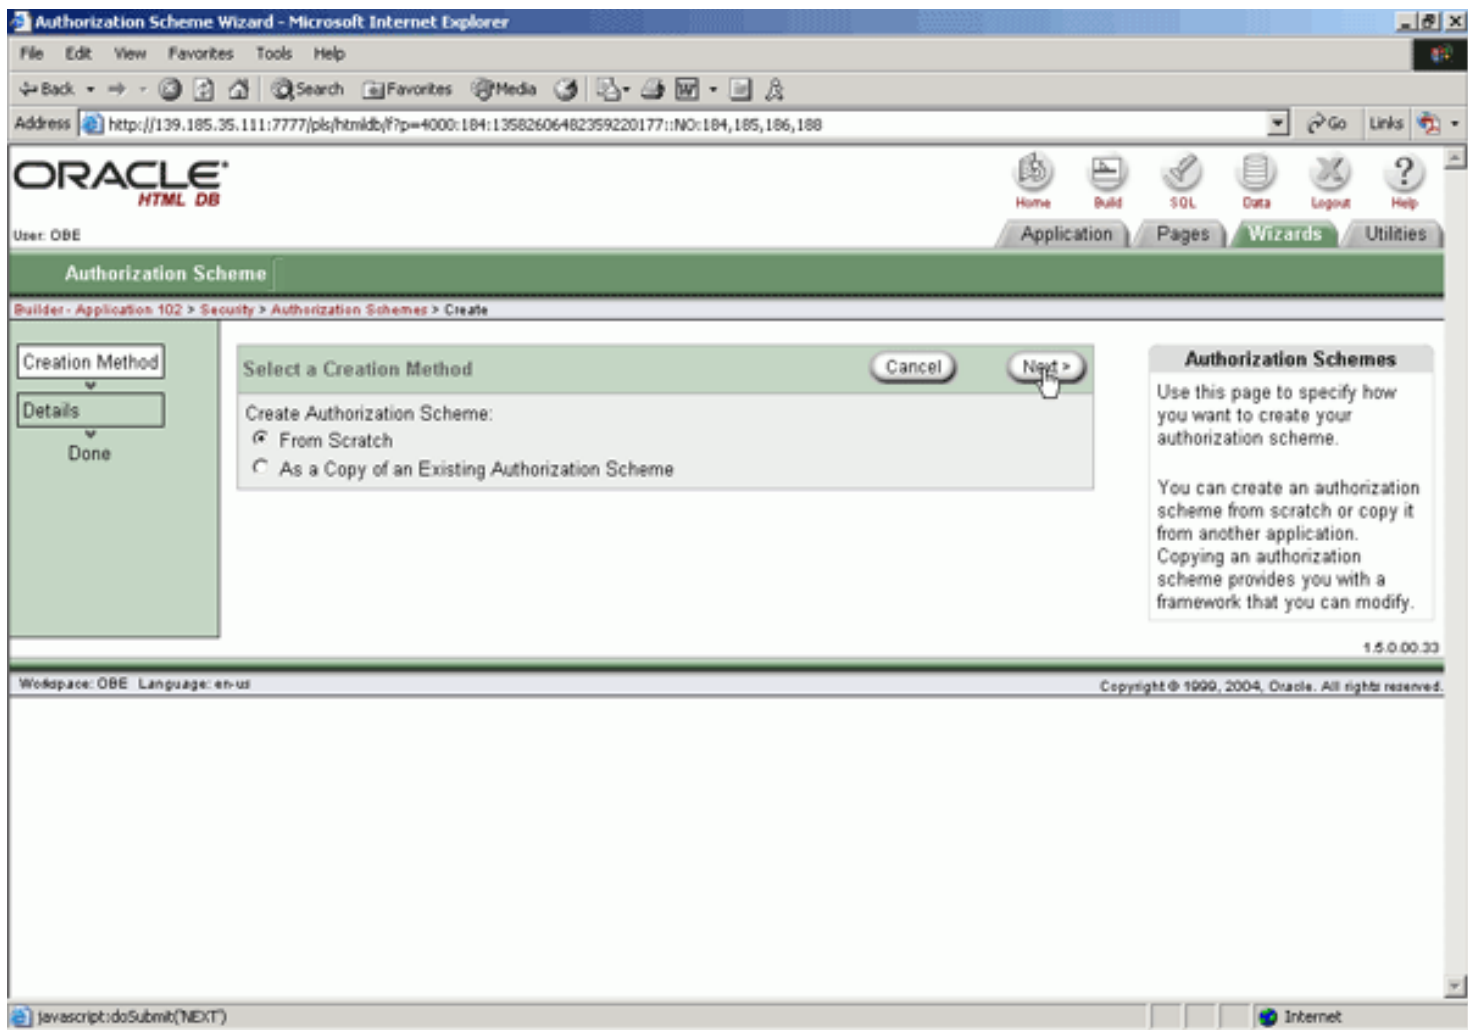 Authorization Scheme Wizard - Microsoft Internet Explorer
File Edit View Favorites Tools Help
Back Search Favorites Media
Address http://139.185.35.111:7777/pls/htmldb/f?p=4000:184:13582606482359220177::NO:184,185,186,188 Go Links
ORACLE
HTML DB
Home Build SQL Data Logout Help
User: OBE
Application Pages Wizards Utilities
Authorization Scheme
Builder - Application 102 > Security > Authorization Schemes > Create
Creation Method
Details
Done
Select a Creation Method Cancel Next >
Create Authorization Scheme:
From Scratch
As a Copy of an Existing Authorization Scheme
Authorization Schemes
Use this page to specify how
you want to create your
authorization scheme.
You can create an authorization
scheme from scratch or copy it
from another application.
Copying an authorization
scheme provides you with a
framework that you can modify.
1.5.0.00.33
Workspace: OBE Language: en-us
Copyright © 1999, 2004, Oracle. All rights reserved.
javascript:doSubmit('NEXT')
Internet